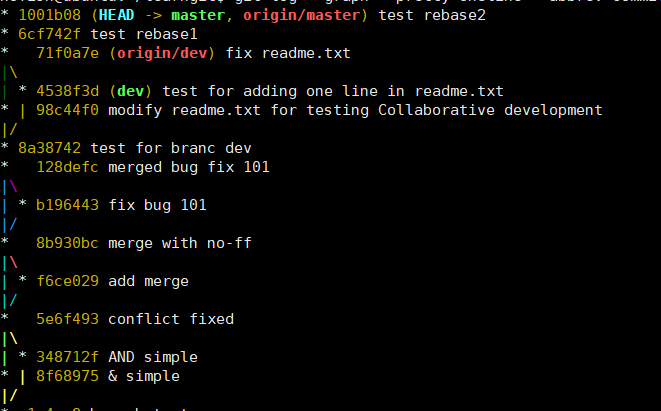 * 1001b08 (HEAD -> master, origin/master) test rebase2
* 6cf742f test rebase1
*   71f0a7e (origin/dev) fix readme.txt
|\
| * 4538f3d (dev) test for adding one line in readme.txt
* | 98c44f0 modify readme.txt for testing Collaborative development
|/
* 8a38742 test for branc dev
*   128defc merged bug fix 101
|\
| * b196443 fix bug 101
|/
*   8b930bc merge with no-ff
|\
| * f6ce029 add merge
|/
*   5e6f493 conflict fixed
|\
| * 348712f AND simple
* | 8f68975 & simple
|/